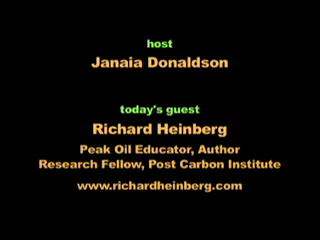 host
Janaia Donaldson
today's guest
Richard Heinberg
Peak Oil Educator, Author
Research Fellow, Post Carbon Institute
www.richardheinberg.com